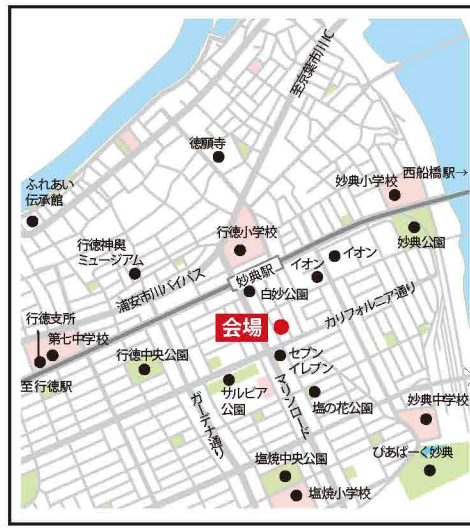 至京葉市川IC
徳願寺
西船橋駅→
妙典小学校
ふれあい
伝承館
行徳小学校
妙典公園
行徳神輿
ミュージアム
イオン
イオン
妙典駅
浦安市川バイパス
白妙公園
カリフォルニア通り
会場
行徳支所
第七中学校
行徳中央公園
セブン
イレブン
至行徳駅
サルビア
公園
マリンロード
塩の花公園
妙典中学校
ガーデナ通り
ぴあぱーく妙典
塩焼中央公園
塩焼小学校